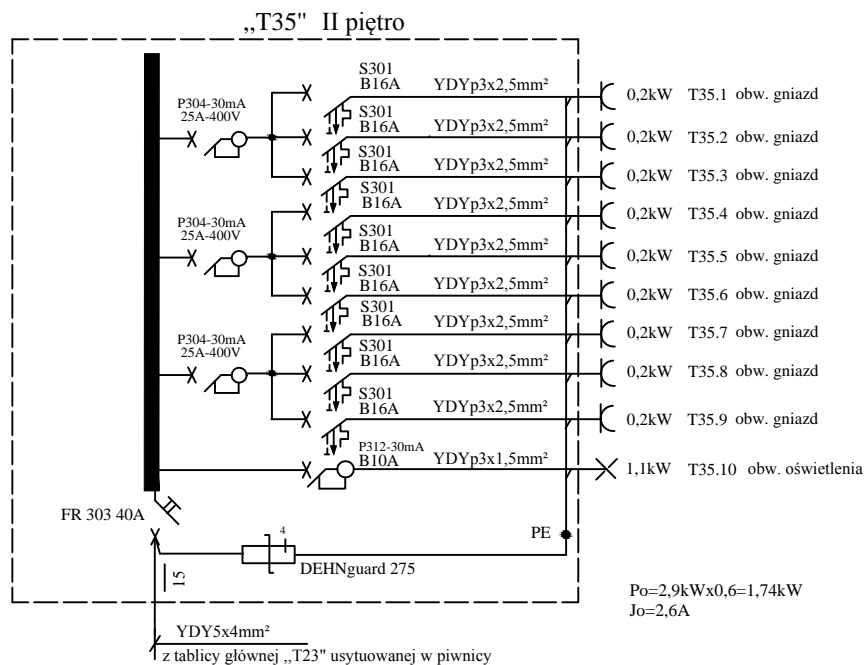 „T35" II piętro
S301
B16A YDYp3x2,5mm² 0,2kW T35.1 obw. gniazd
P304-30mA
25A-400V
S301
B16A YDYp3x2,5mm² 0,2kW T35.2 obw. gniazd
S301
B16A YDYp3x2,5mm² 0,2kW T35.3 obw. gniazd
S301
B16A YDYp3x2,5mm² 0,2kW T35.4 obw. gniazd
P304-30mA
25A-400V
S301
B16A YDYp3x2,5mm² 0,2kW T35.5 obw. gniazd
S301
B16A YDYp3x2,5mm² 0,2kW T35.6 obw. gniazd
S301
B16A YDYp3x2,5mm² 0,2kW T35.7 obw. gniazd
P304-30mA
25A-400V
S301
B16A YDYp3x2,5mm² 0,2kW T35.8 obw. gniazd
S301
B16A YDYp3x2,5mm² 0,2kW T35.9 obw. gniazd
P312-30mA
B10A YDYp3x1,5mm² 1,1kW T35.10 obw. oświetlenia
FR 303 40A
PE
4
DEHNguard 275
15
Po=2,9kWx0,6=1,74kW
Jo=2,6A
YDY5x4mm²
z tablicy głównej „T23" usytuowanej w piwnicy